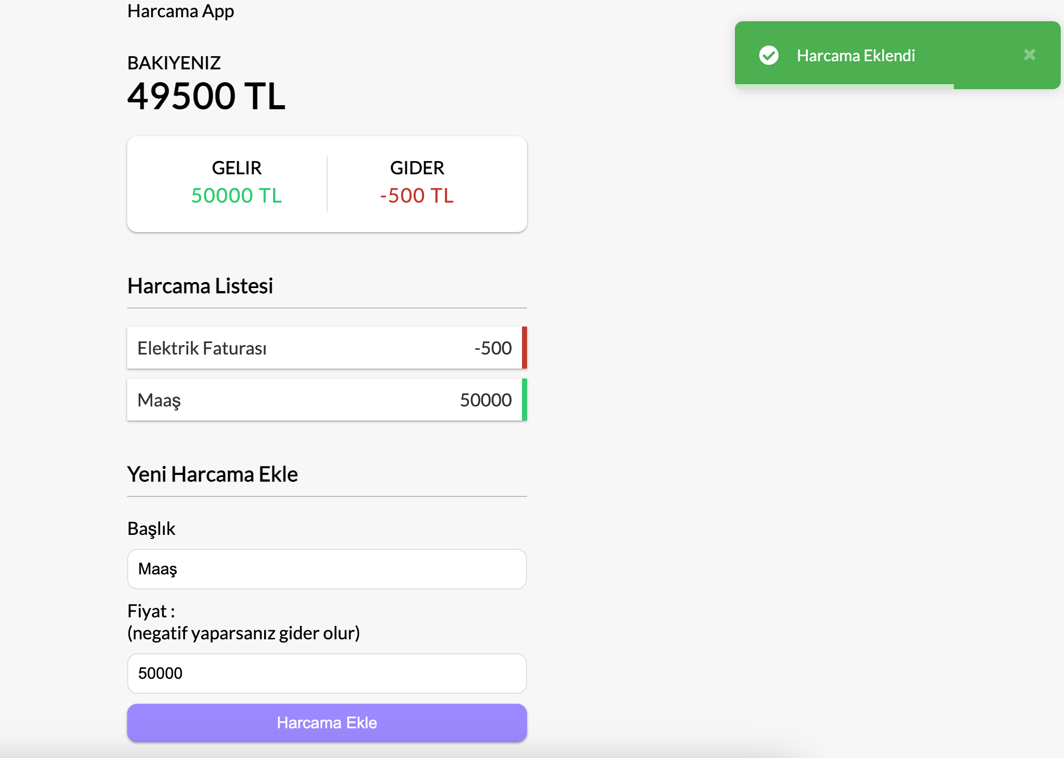 Harcama App
BAKIYENIZ
49500 TL
GELIR
50000 TL
GIDER
-500 TL
Harcama Listesi
Elektrik Faturası -500
Maaş 50000
Yeni Harcama Ekle
Başlık
Maaş
Fiyat :
(negatif yaparsanız gider olur)
50000
Harcama Ekle
Harcama Eklendi